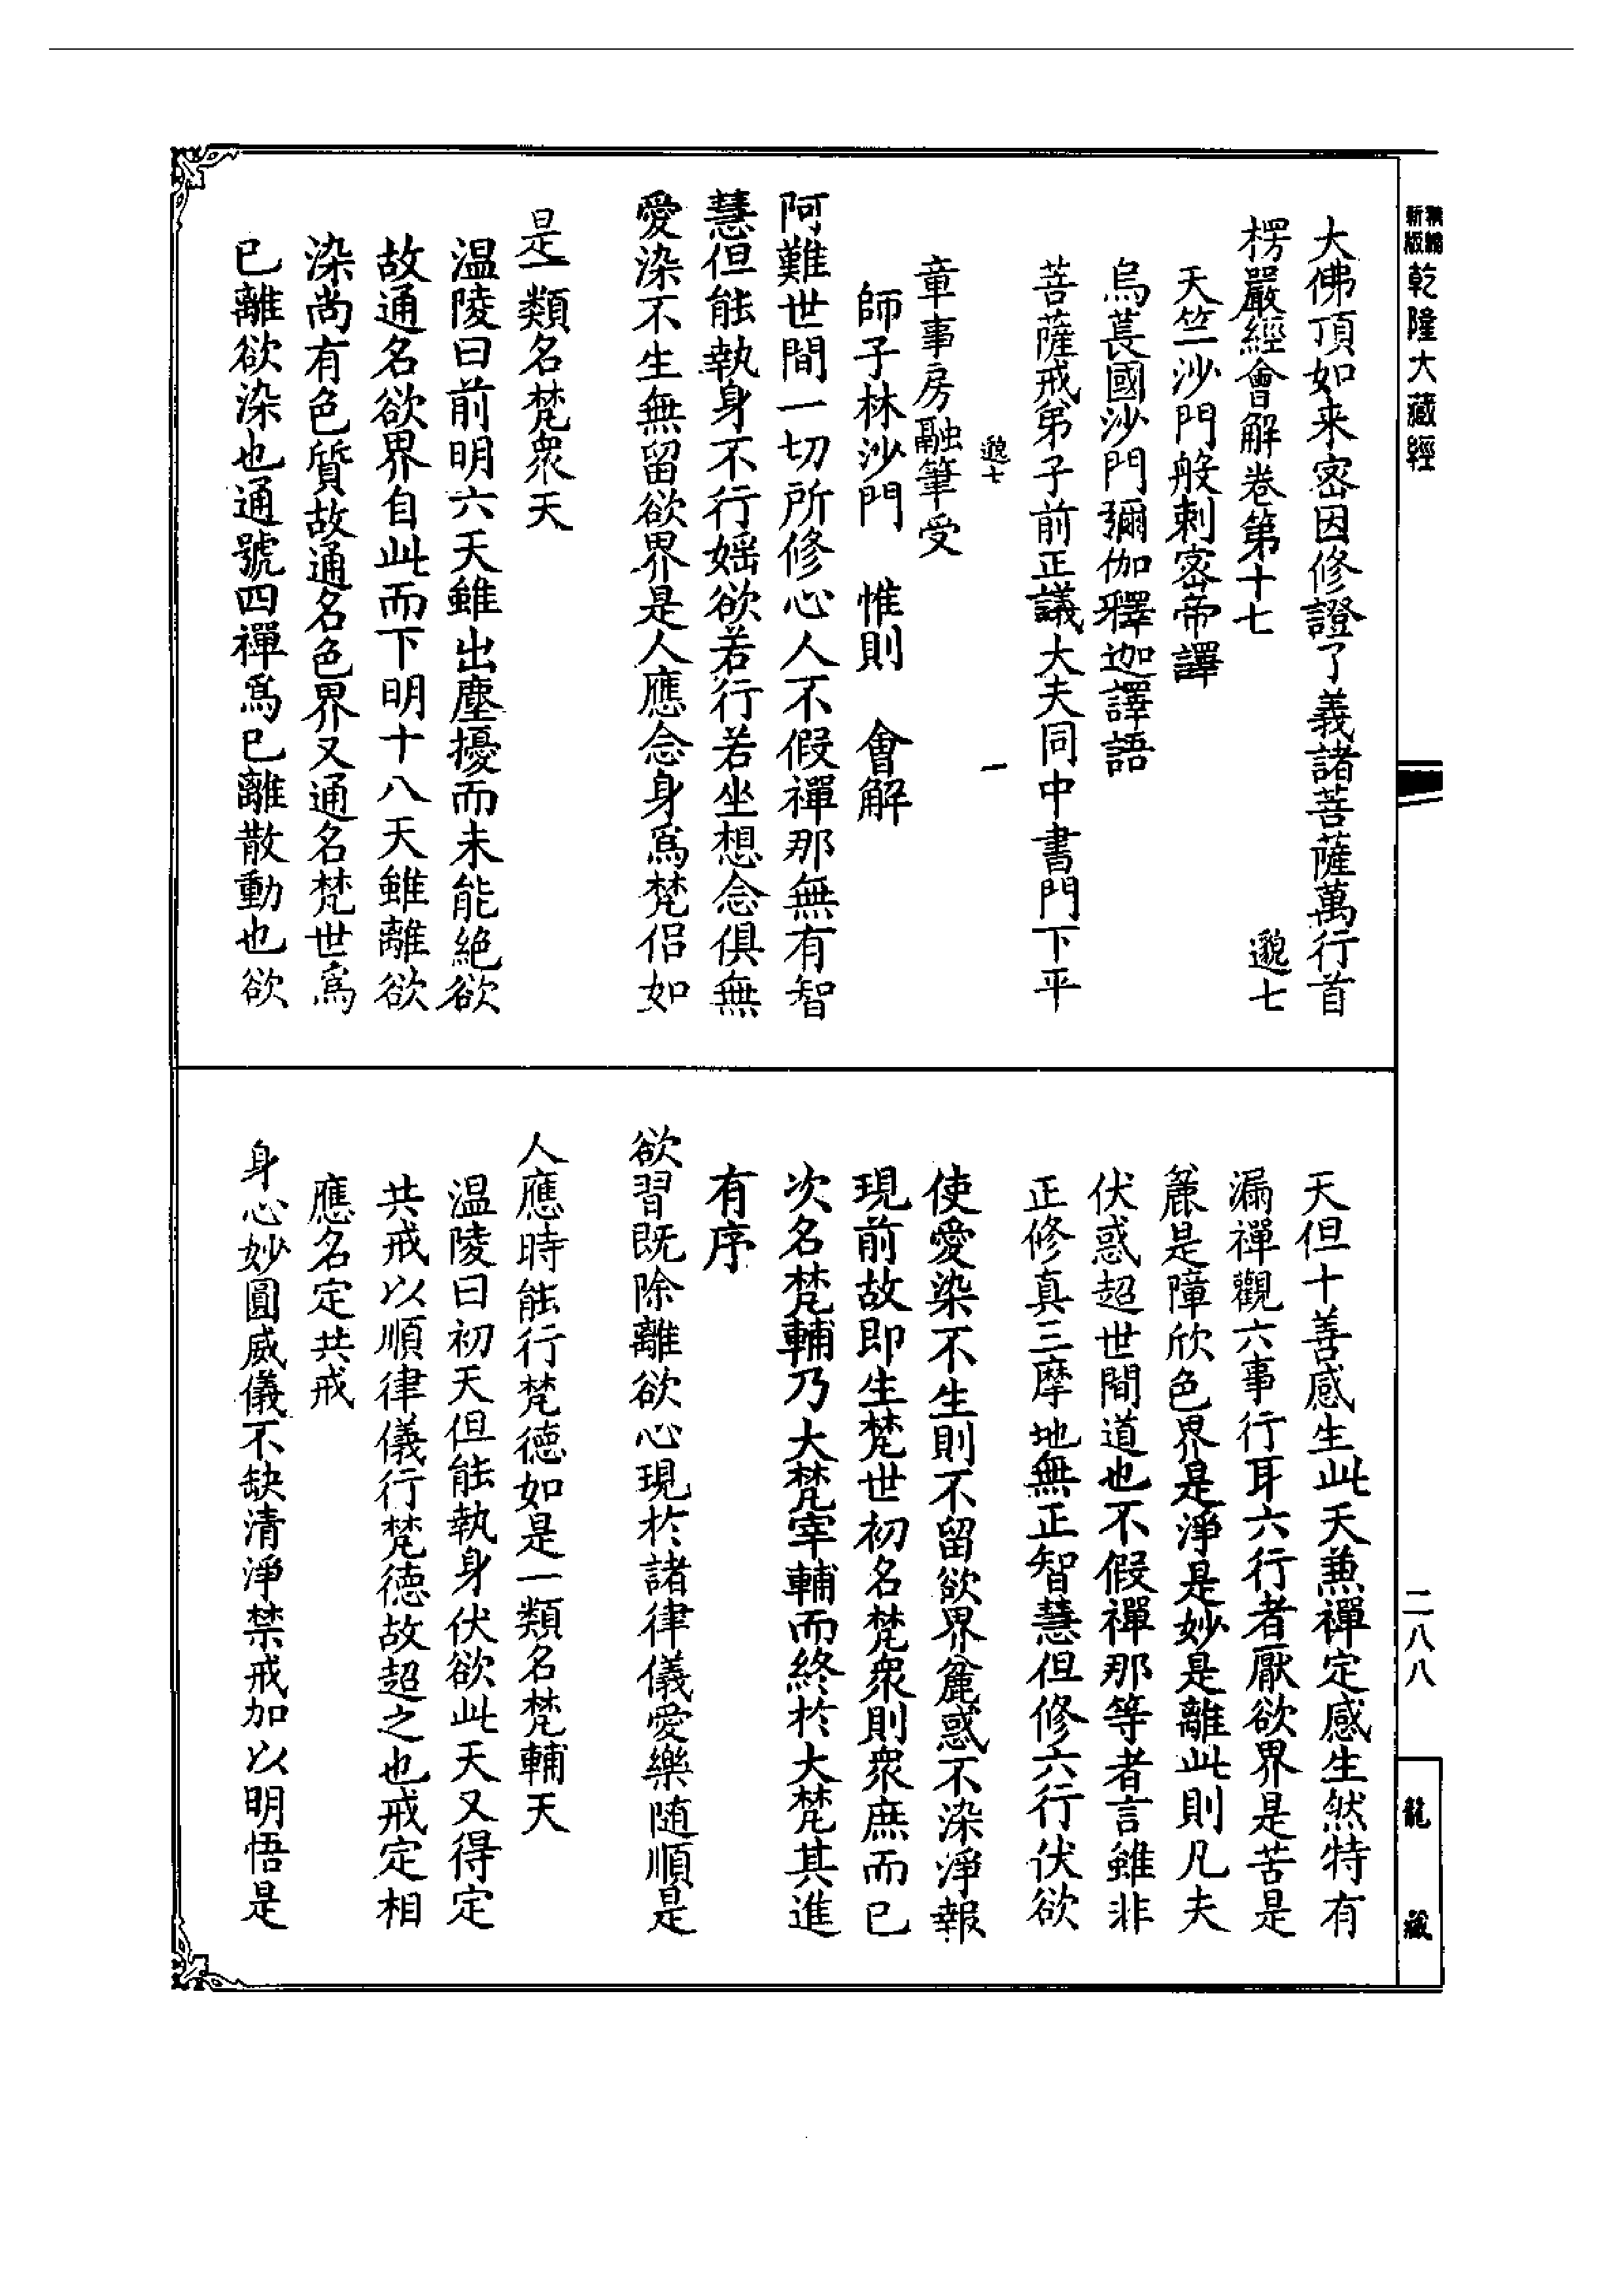 新版精縮乾隆大藏經
大佛頂如来密因修證了義諸菩薩萬行首
楞嚴經會解卷第十七　邈七
天竺沙門般剌密帝譯
烏萇國沙門彌伽釋迦譯語
菩薩戒弟子前正議大夫同中書門下平
邈七　一
章事房融筆受
師子林沙門　惟則　會解
阿難世間一切所修心人不假禪那無有智
慧但能執身不行婬欲若行若坐想念俱無
愛染不生無留欲界是人應念身爲梵侶如
是一類名梵衆天
温陵曰前明六天雖出塵擾而未能絶欲
故通名欲界自此而下明十八天雖離欲
染尚有色質故通名色界又通名梵世爲
已離欲染也通號四禪爲已離散動也欲
天但十善感生此天兼禪定感生然特有
漏禪觀六事行耳六行者厭欲界是苦是
麤是障欣色界是淨是妙是離此則凡夫
伏惑超世間道也不假禪那等者言雖非
正修真三摩地無正智慧但修六行伏欲
使愛染不生則不留欲界麤惑不染淨報
現前故即生梵世初名梵衆則衆庶而已
次名梵輔乃大梵宰輔而終於大梵其進
有序
欲習既除離欲心現於諸律儀愛樂随順是
人應時能行梵德如是一類名梵輔天
温陵曰初天但能執身伏欲此天又得定
共戒以順律儀行梵德故超之也戒定相
應名定共戒
身心妙圓威儀不缺清淨禁戒加以明悟是
二八八
龍藏